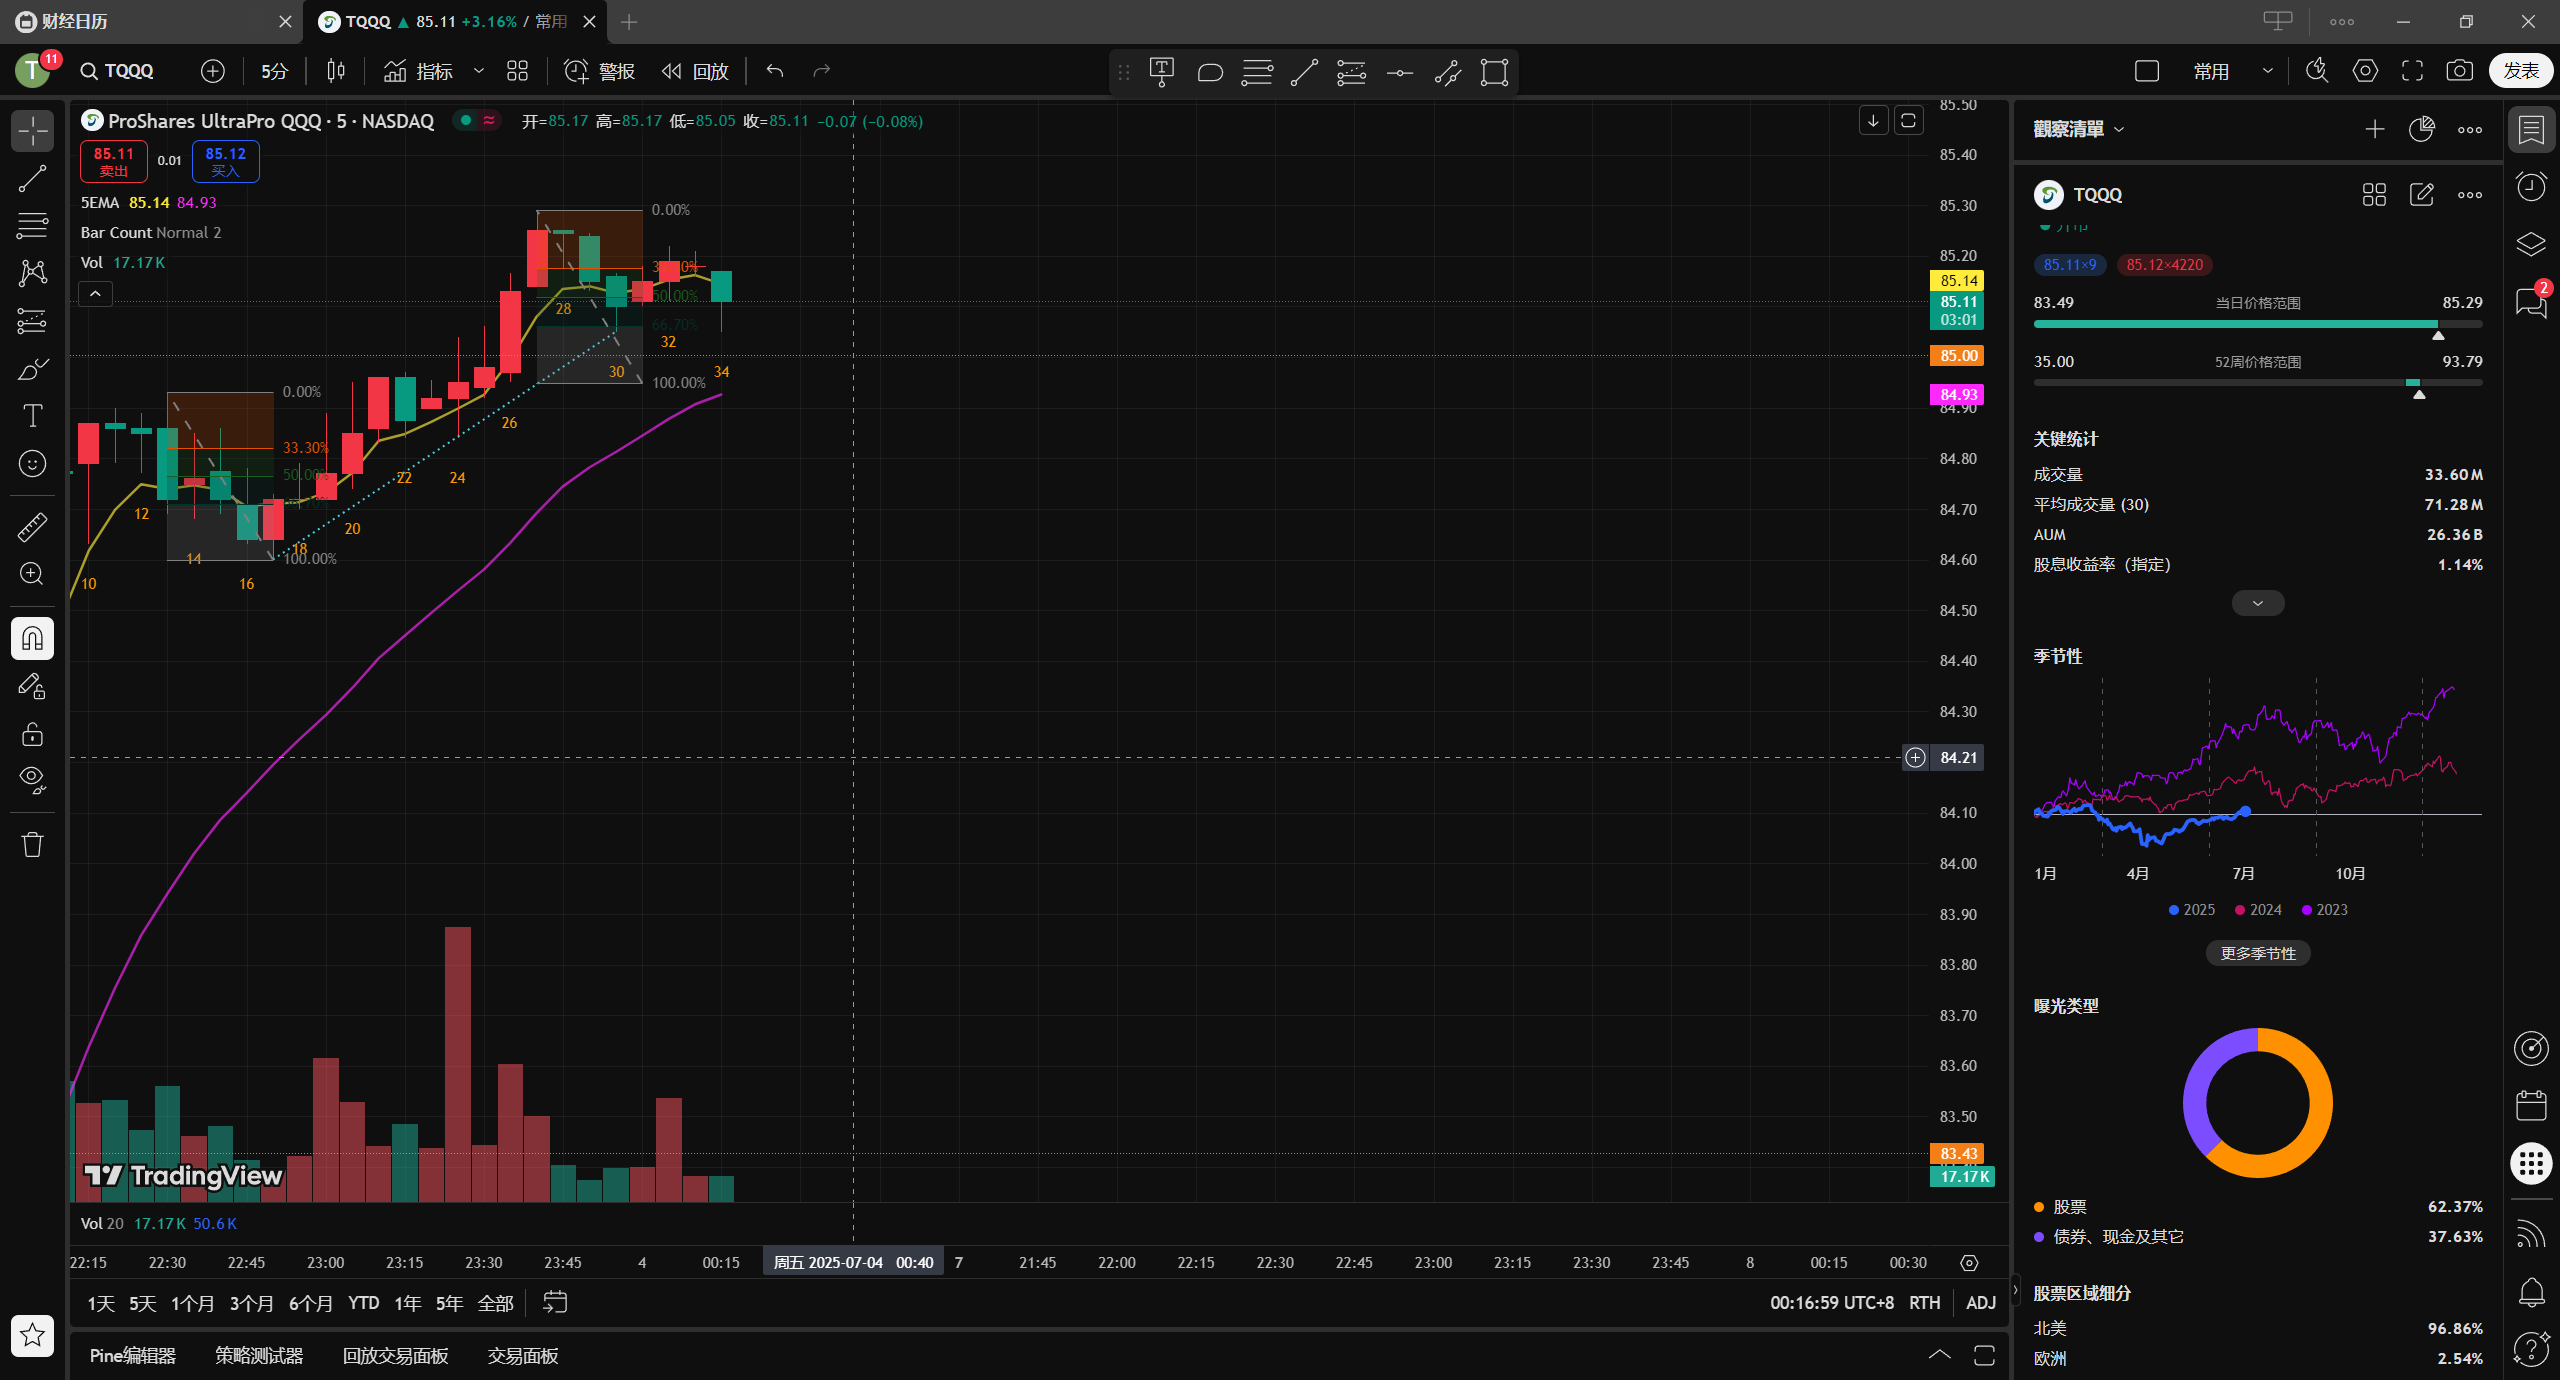 财经日历
TQQQ ▲ 85.11 +3.16% / 常用
T 11
TQQQ
5分
指标
警报
回放
常用
发表
ProShares UltraPro QQQ · 5 · NASDAQ
开=85.17 高=85.17 低=85.05 收=85.11 −0.07 (−0.08%)
85.11
卖出
0.01
85.12
买入
5EMA 85.14 84.93
Bar Count Normal 2
Vol 17.17 K
0.00%
50.00%
66.70%
100.00%
0.00%
33.30%
50.00%
100.00%
10
12
14
16
18
20
22
24
26
28
30
32
34
85.50
85.40
85.30
85.20
85.14
85.11
03:01
85.00
84.93
84.90
84.80
84.70
84.60
84.50
84.40
84.30
84.21
84.10
84.00
83.90
83.80
83.70
83.60
83.50
83.43
17.17 K
TradingView
Vol 20 17.17 K 50.6 K
22:15 22:30 22:45 23:00 23:15 23:30 23:45 4 00:15 周五 2025-07-04 00:40 7 21:45 22:00 22:15 22:30 22:45 23:00 23:15 23:30 23:45 8 00:15 00:30
1天 5天 1个月 3个月 6个月 YTD 1年 5年 全部
00:16:59 UTC+8 RTH ADJ
Pine编辑器 策略测试器 回放交易面板 交易面板
觀察清單
TQQQ
开市
85.11×9 85.12×4220
83.49 当日价格范围 85.29
35.00 52周价格范围 93.79
关键统计
成交量 33.60 M
平均成交量 (30) 71.28 M
AUM 26.36 B
股息收益率（指定） 1.14%
季节性
1月 4月 7月 10月
2025 2024 2023
更多季节性
曝光类型
股票 62.37%
债券、现金及其它 37.63%
股票区域细分
北美 96.86%
欧洲 2.54%
2